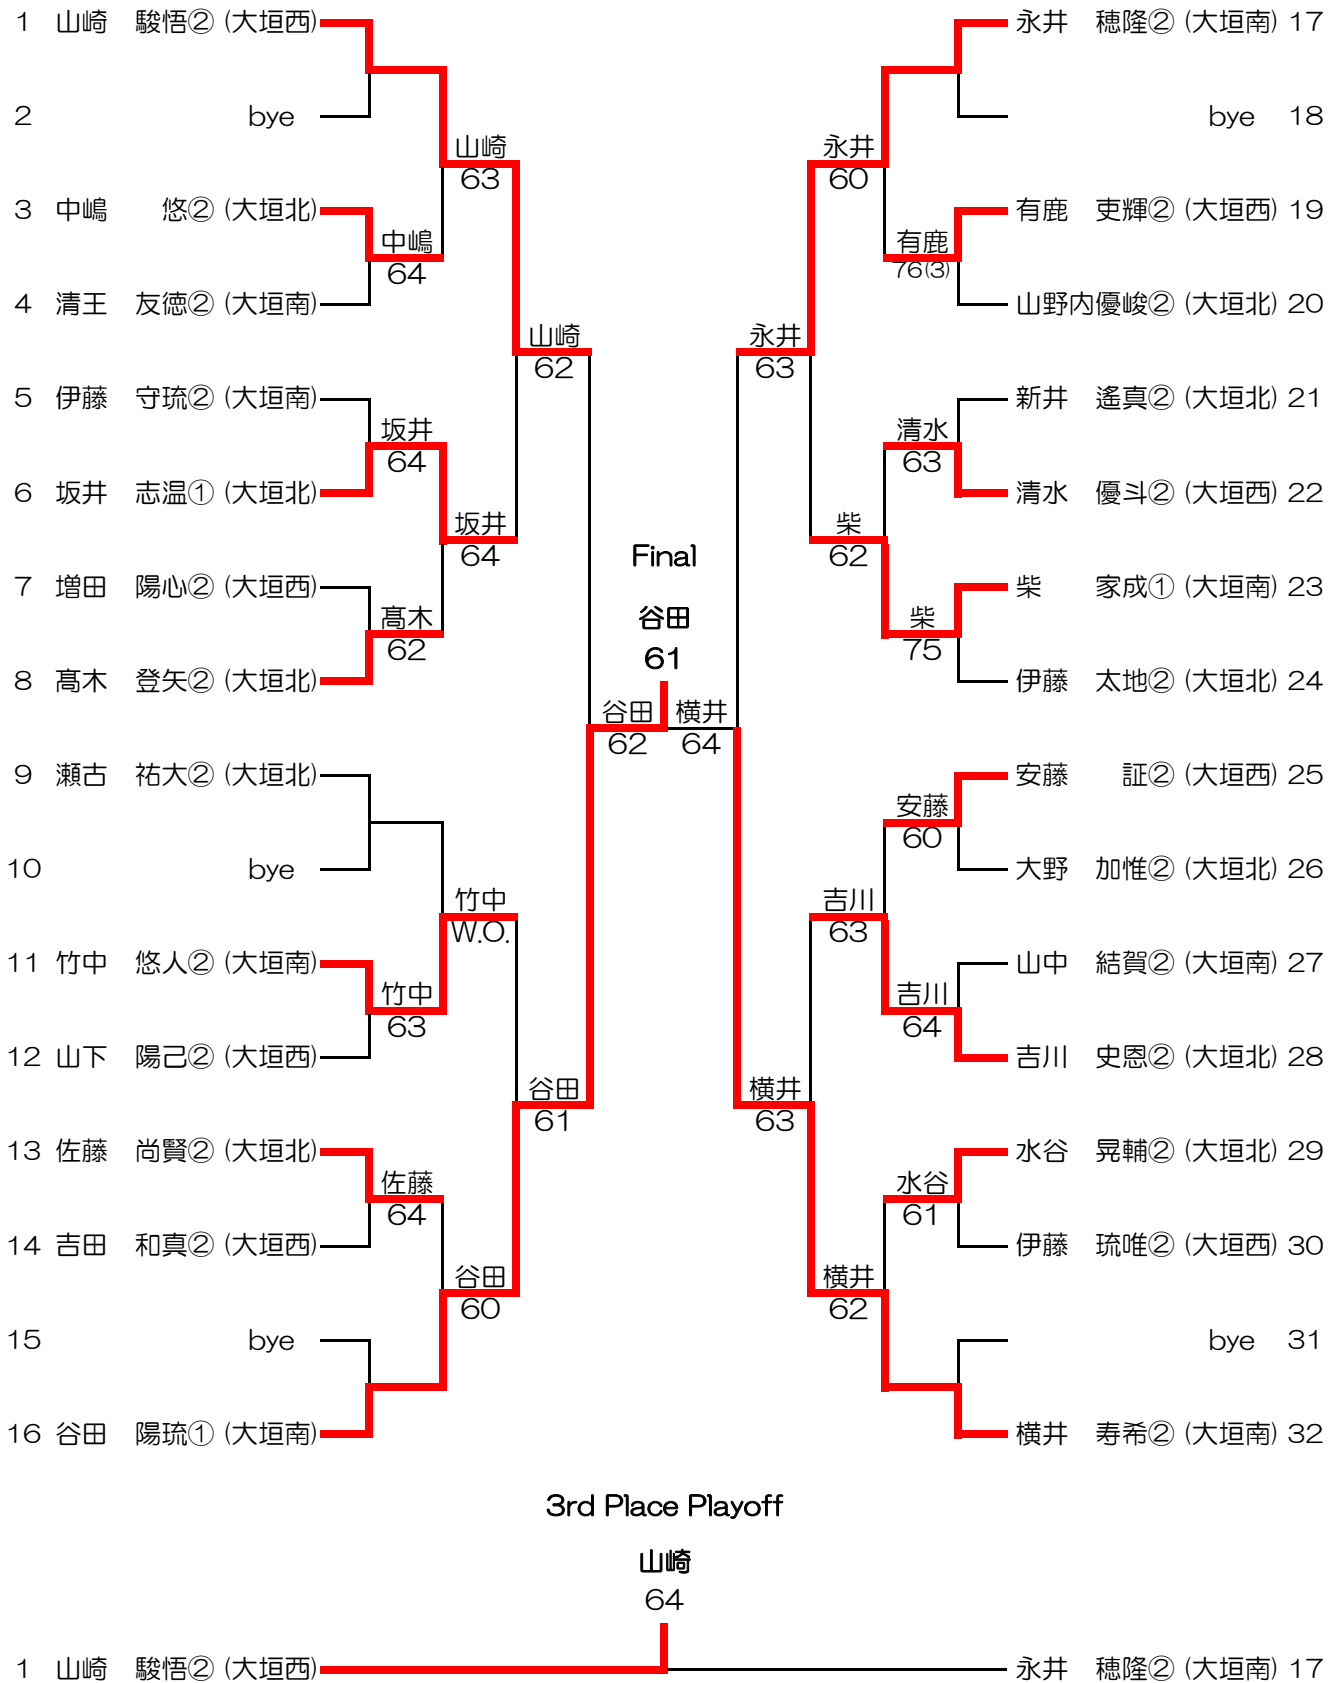 1 山崎 駿悟② (大垣西)
2 bye
3 中嶋 悠② (大垣北)
4 清王 友徳② (大垣南)
5 伊藤 守琉② (大垣南)
6 坂井 志温① (大垣北)
7 増田 陽心② (大垣西)
8 髙木 登矢② (大垣北)
9 瀬古 祐大② (大垣北)
10 bye
11 竹中 悠人② (大垣南)
12 山下 陽己② (大垣西)
13 佐藤 尚賢② (大垣北)
14 吉田 和真② (大垣西)
15 bye
16 谷田 陽琉① (大垣南)
中嶋
64
坂井
64
髙木
62
竹中
63
佐藤
64
山崎
63
坂井
64
竹中
W.O.
谷田
60
山崎
62
谷田
61
谷田
62
Final
谷田
61
横井
64
永井
63
横井
63
永井
60
柴
62
吉川
63
横井
62
有鹿
76(3)
清水
63
柴
75
安藤
60
吉川
64
水谷
61
永井 穂隆② (大垣南) 17
bye 18
有鹿 吏輝② (大垣西) 19
山野内優峻② (大垣北) 20
新井 遙真② (大垣北) 21
清水 優斗② (大垣西) 22
柴 家成① (大垣南) 23
伊藤 太地② (大垣北) 24
安藤 証② (大垣西) 25
大野 加惟② (大垣北) 26
山中 結賀② (大垣南) 27
吉川 史恩② (大垣北) 28
水谷 晃輔② (大垣北) 29
伊藤 琉唯② (大垣西) 30
bye 31
横井 寿希② (大垣南) 32
3rd Place Playoff
山崎
64
1 山崎 駿悟② (大垣西)
永井 穂隆② (大垣南) 17